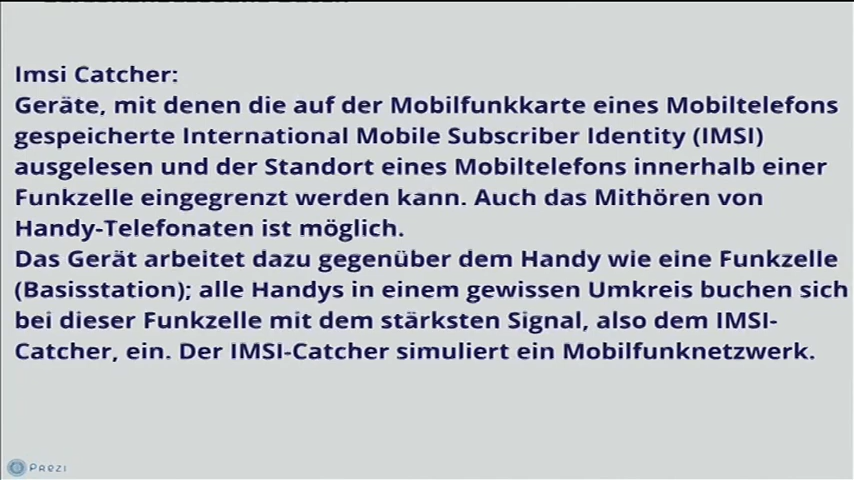 Imsi Catcher:
Geräte, mit denen die auf der Mobilfunkkarte eines Mobiltelefons
gespeicherte International Mobile Subscriber Identity (IMSI)
ausgelesen und der Standort eines Mobiltelefons innerhalb einer
Funkzelle eingegrenzt werden kann. Auch das Mithören von
Handy-Telefonaten ist möglich.
Das Gerät arbeitet dazu gegenüber dem Handy wie eine Funkzelle
(Basisstation); alle Handys in einem gewissen Umkreis buchen sich
bei dieser Funkzelle mit dem stärksten Signal, also dem IMSI-
Catcher, ein. Der IMSI-Catcher simuliert ein Mobilfunknetzwerk.
Prezi